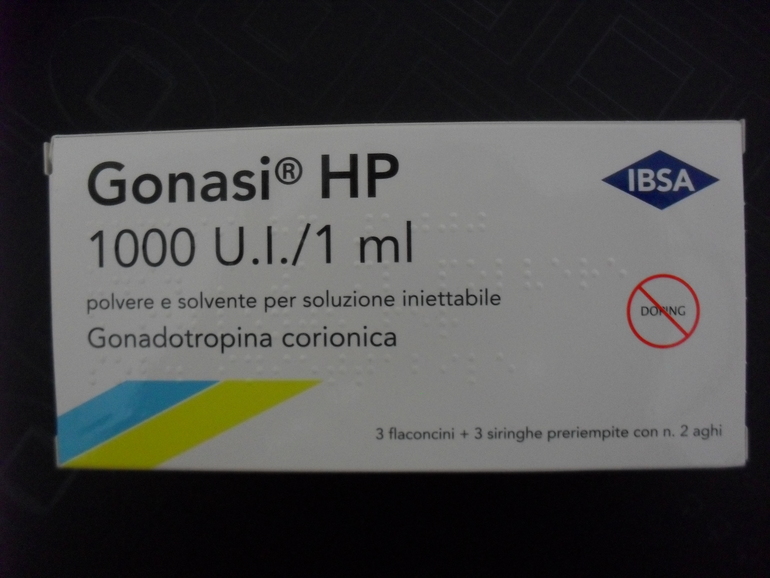 Gonasi® HP
IBSA
1000 U.I./1 ml
polvere e solvente per soluzione iniettabile
DOPING
Gonadotropina corionica
3 flaconcini + 3 siringhe preriempite con n. 2 aghi